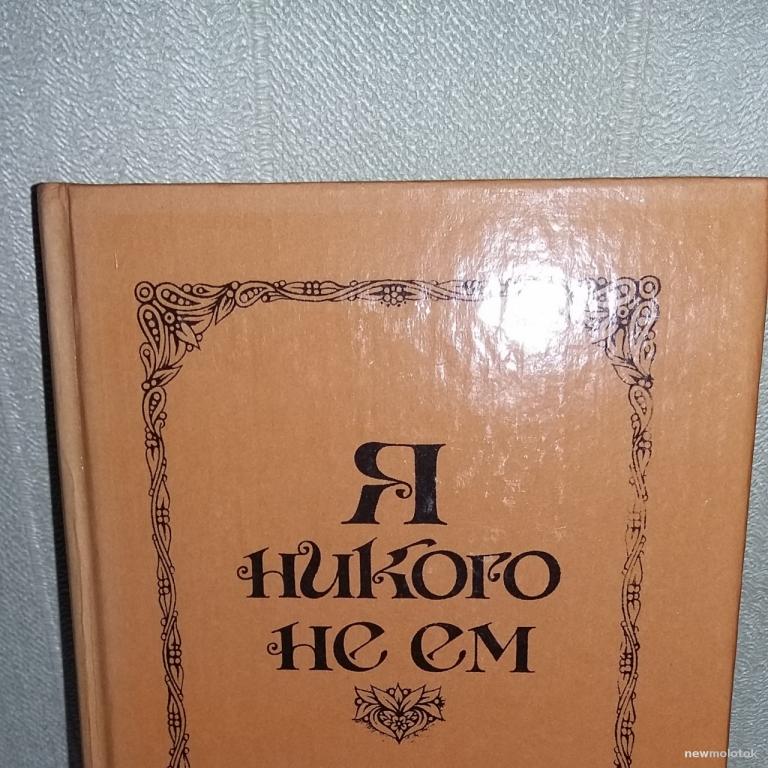 Я
никого
не ем
newmolotok